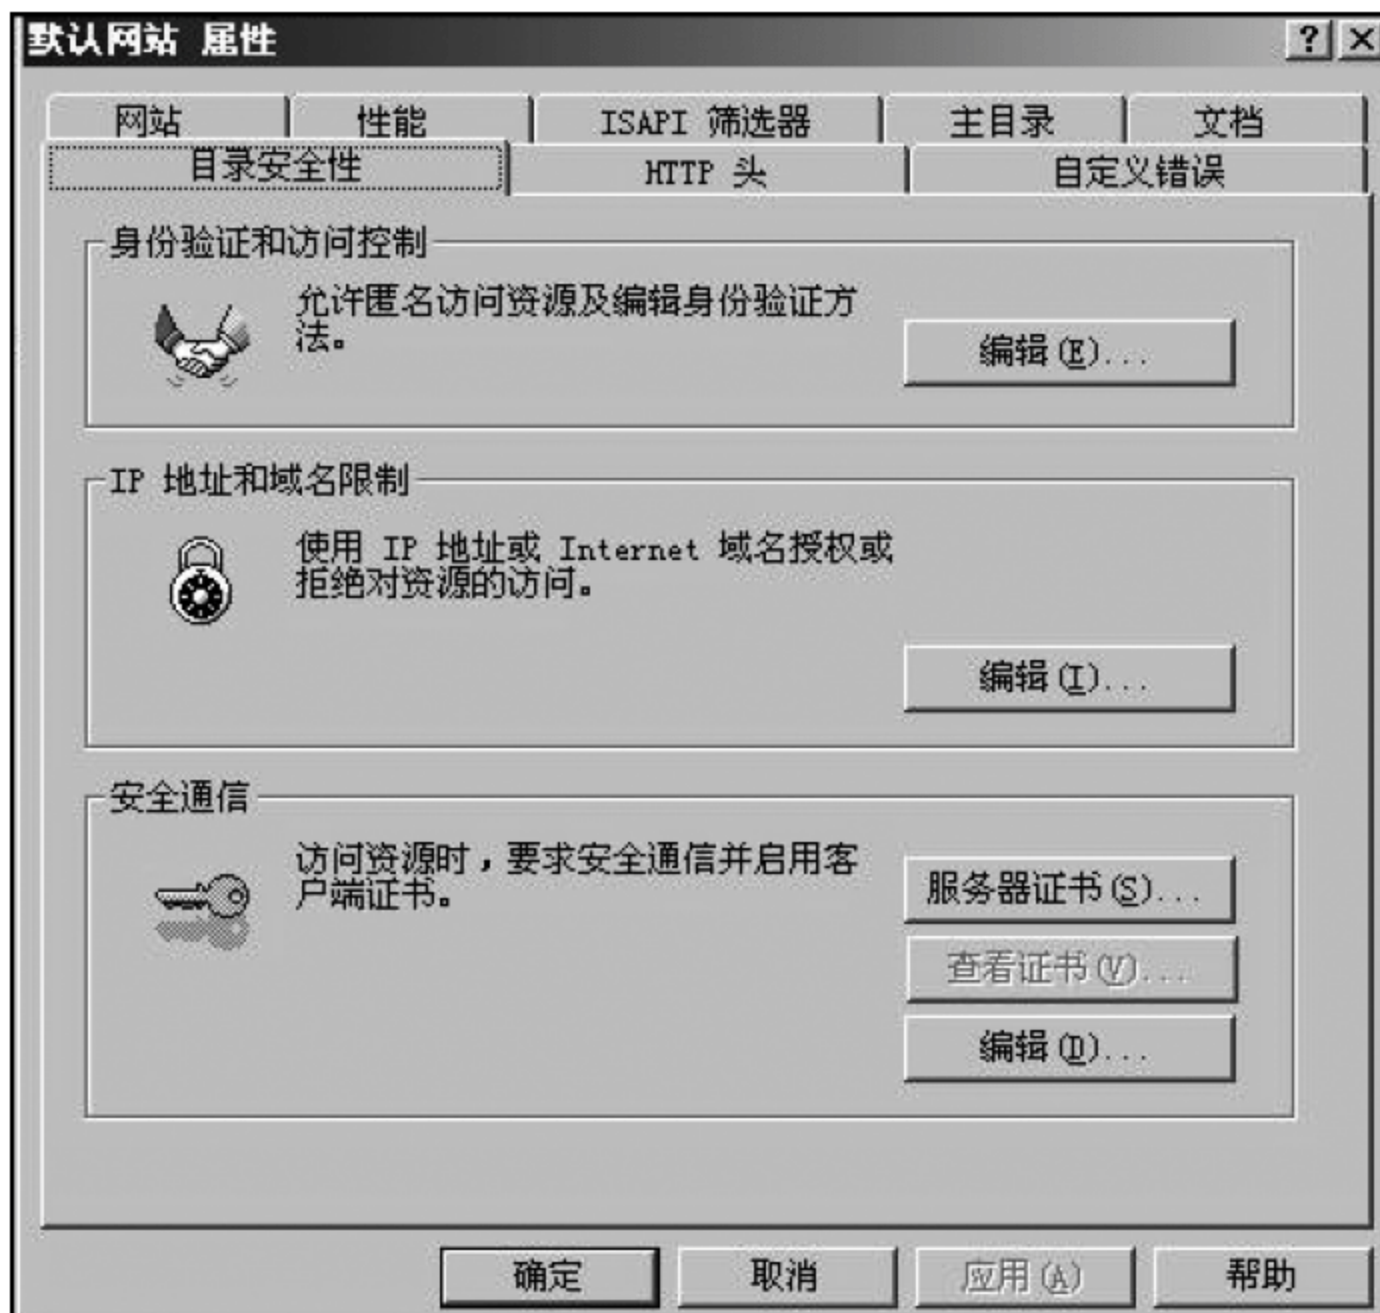 默认网站 属性
? ×
网站 性能 ISAPI 筛选器 主目录 文档
目录安全性 HTTP 头 自定义错误
身份验证和访问控制
允许匿名访问资源及编辑身份验证方
法。
编辑(E)...
IP 地址和域名限制
使用 IP 地址或 Internet 域名授权或
拒绝对资源的访问。
编辑(I)...
安全通信
访问资源时，要求安全通信并启用客
户端证书。
服务器证书(S)...
查看证书(V)...
编辑(D)...
确定 取消 应用(A) 帮助